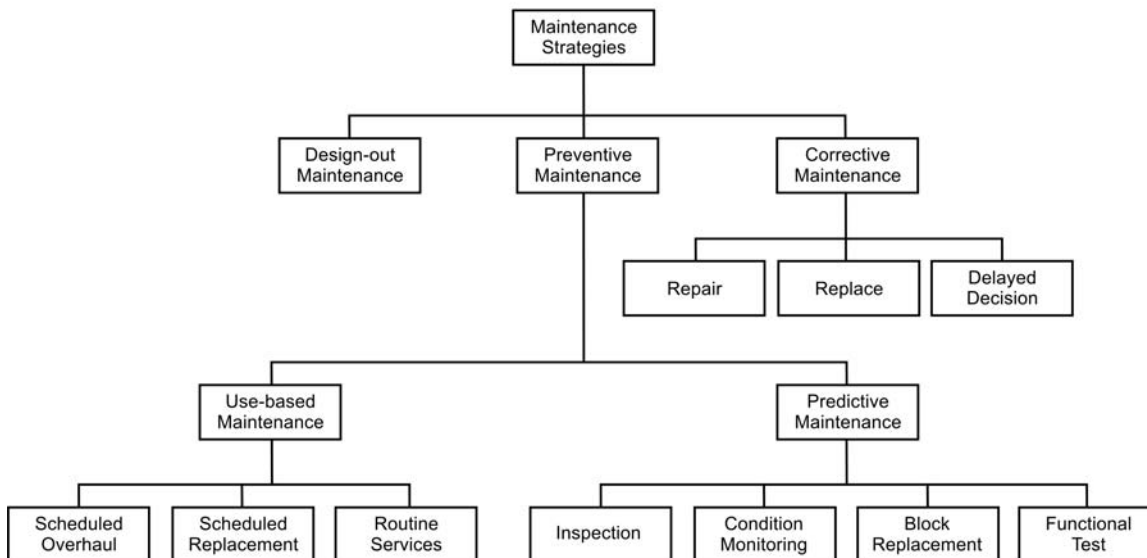 Maintenance
Strategies
Design-out
Maintenance
Preventive
Maintenance
Corrective
Maintenance
Repair
Replace
Delayed
Decision
Use-based
Maintenance
Predictive
Maintenance
Scheduled
Overhaul
Scheduled
Replacement
Routine
Services
Inspection
Condition
Monitoring
Block
Replacement
Functional
Test